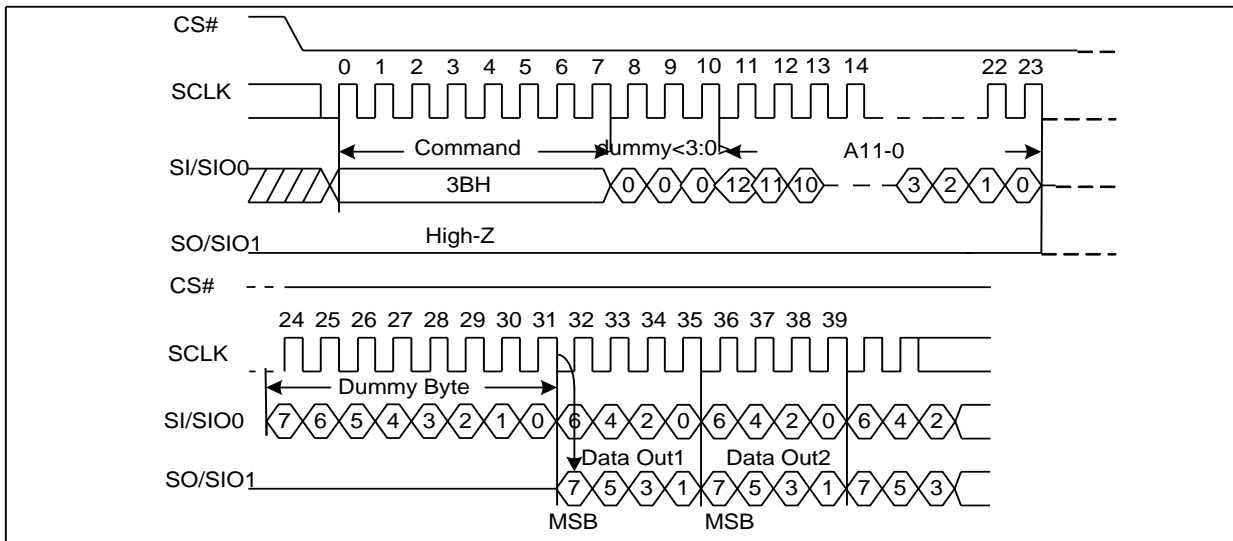 CS#
0 1 2 3 4 5 6 7 8 9 10 11 12 13 14 22 23
SCLK
Command dummy<3:0> A11-0
SI/SIO0
3BH 0 0 0 12 11 10 3 2 1 0
High-Z
SO/SIO1
CS#
24 25 26 27 28 29 30 31 32 33 34 35 36 37 38 39
SCLK
Dummy Byte
SI/SIO0 7 6 5 4 3 2 1 0 6 4 2 0 6 4 2 0 6 4 2
Data Out1 Data Out2
SO/SIO1 7 5 3 1 7 5 3 1 7 5 3
MSB MSB